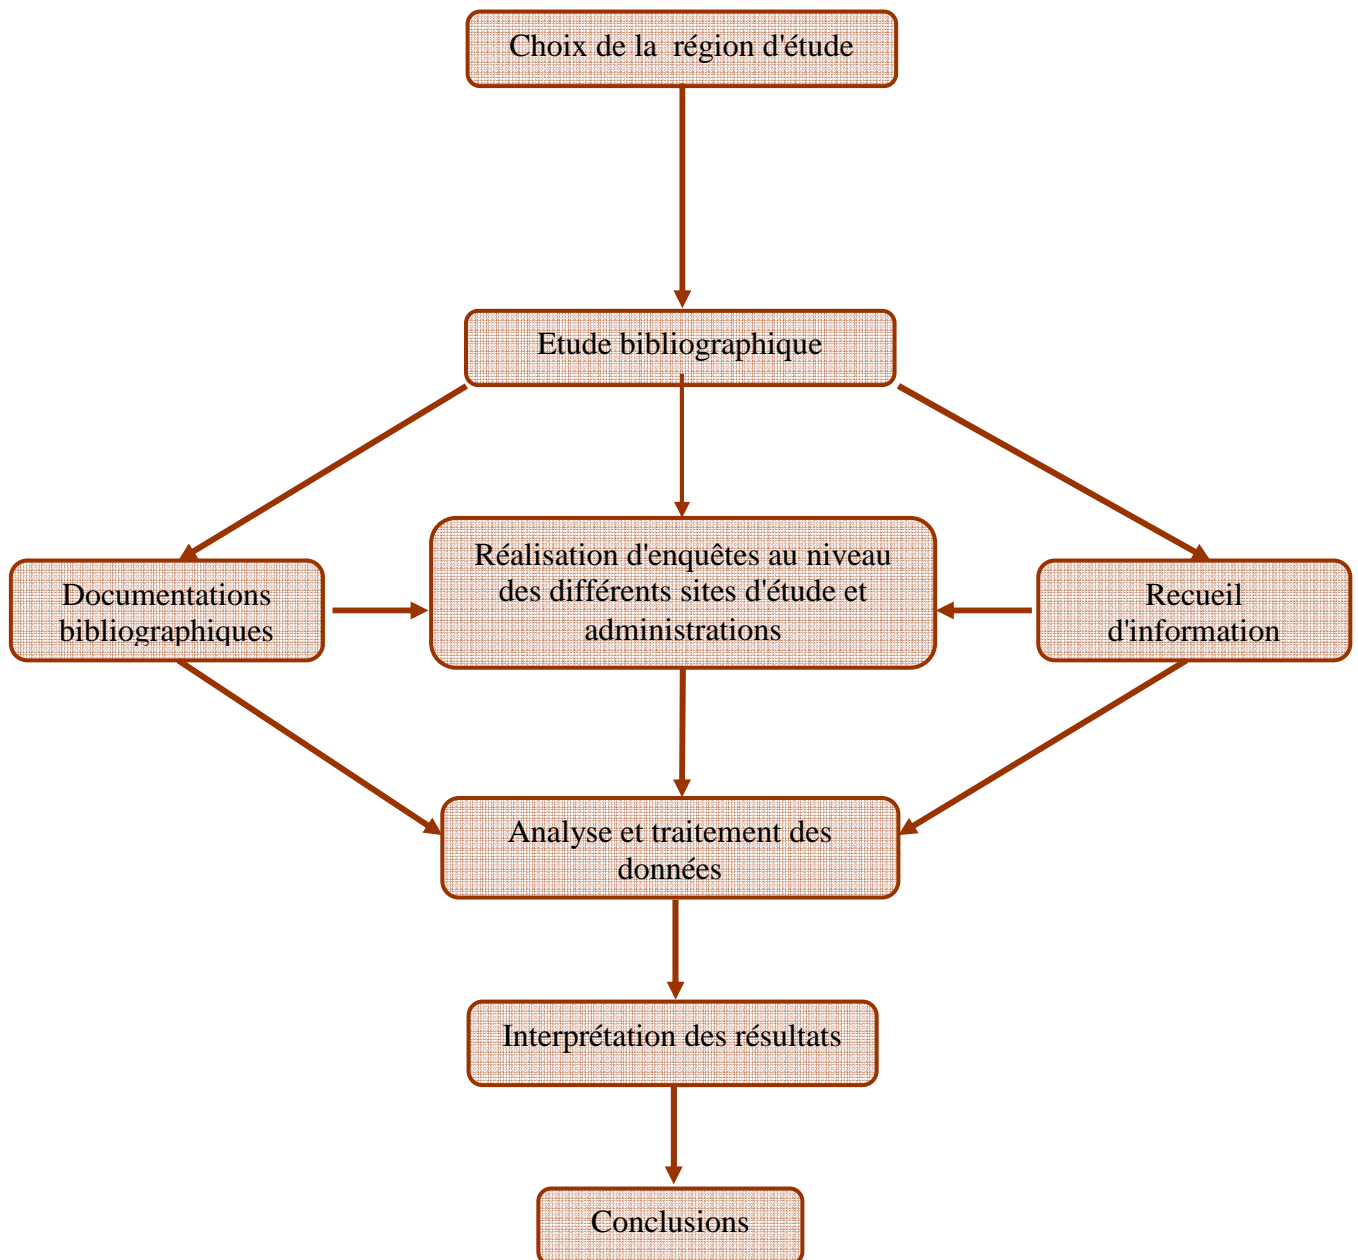 Choix de la  région d'étude
Etude bibliographique
Réalisation d'enquêtes au niveau
des différents sites d'étude et
administrations
Documentations
bibliographiques
Recueil
d'information
Analyse et traitement des
données
Interprétation des résultats
Conclusions